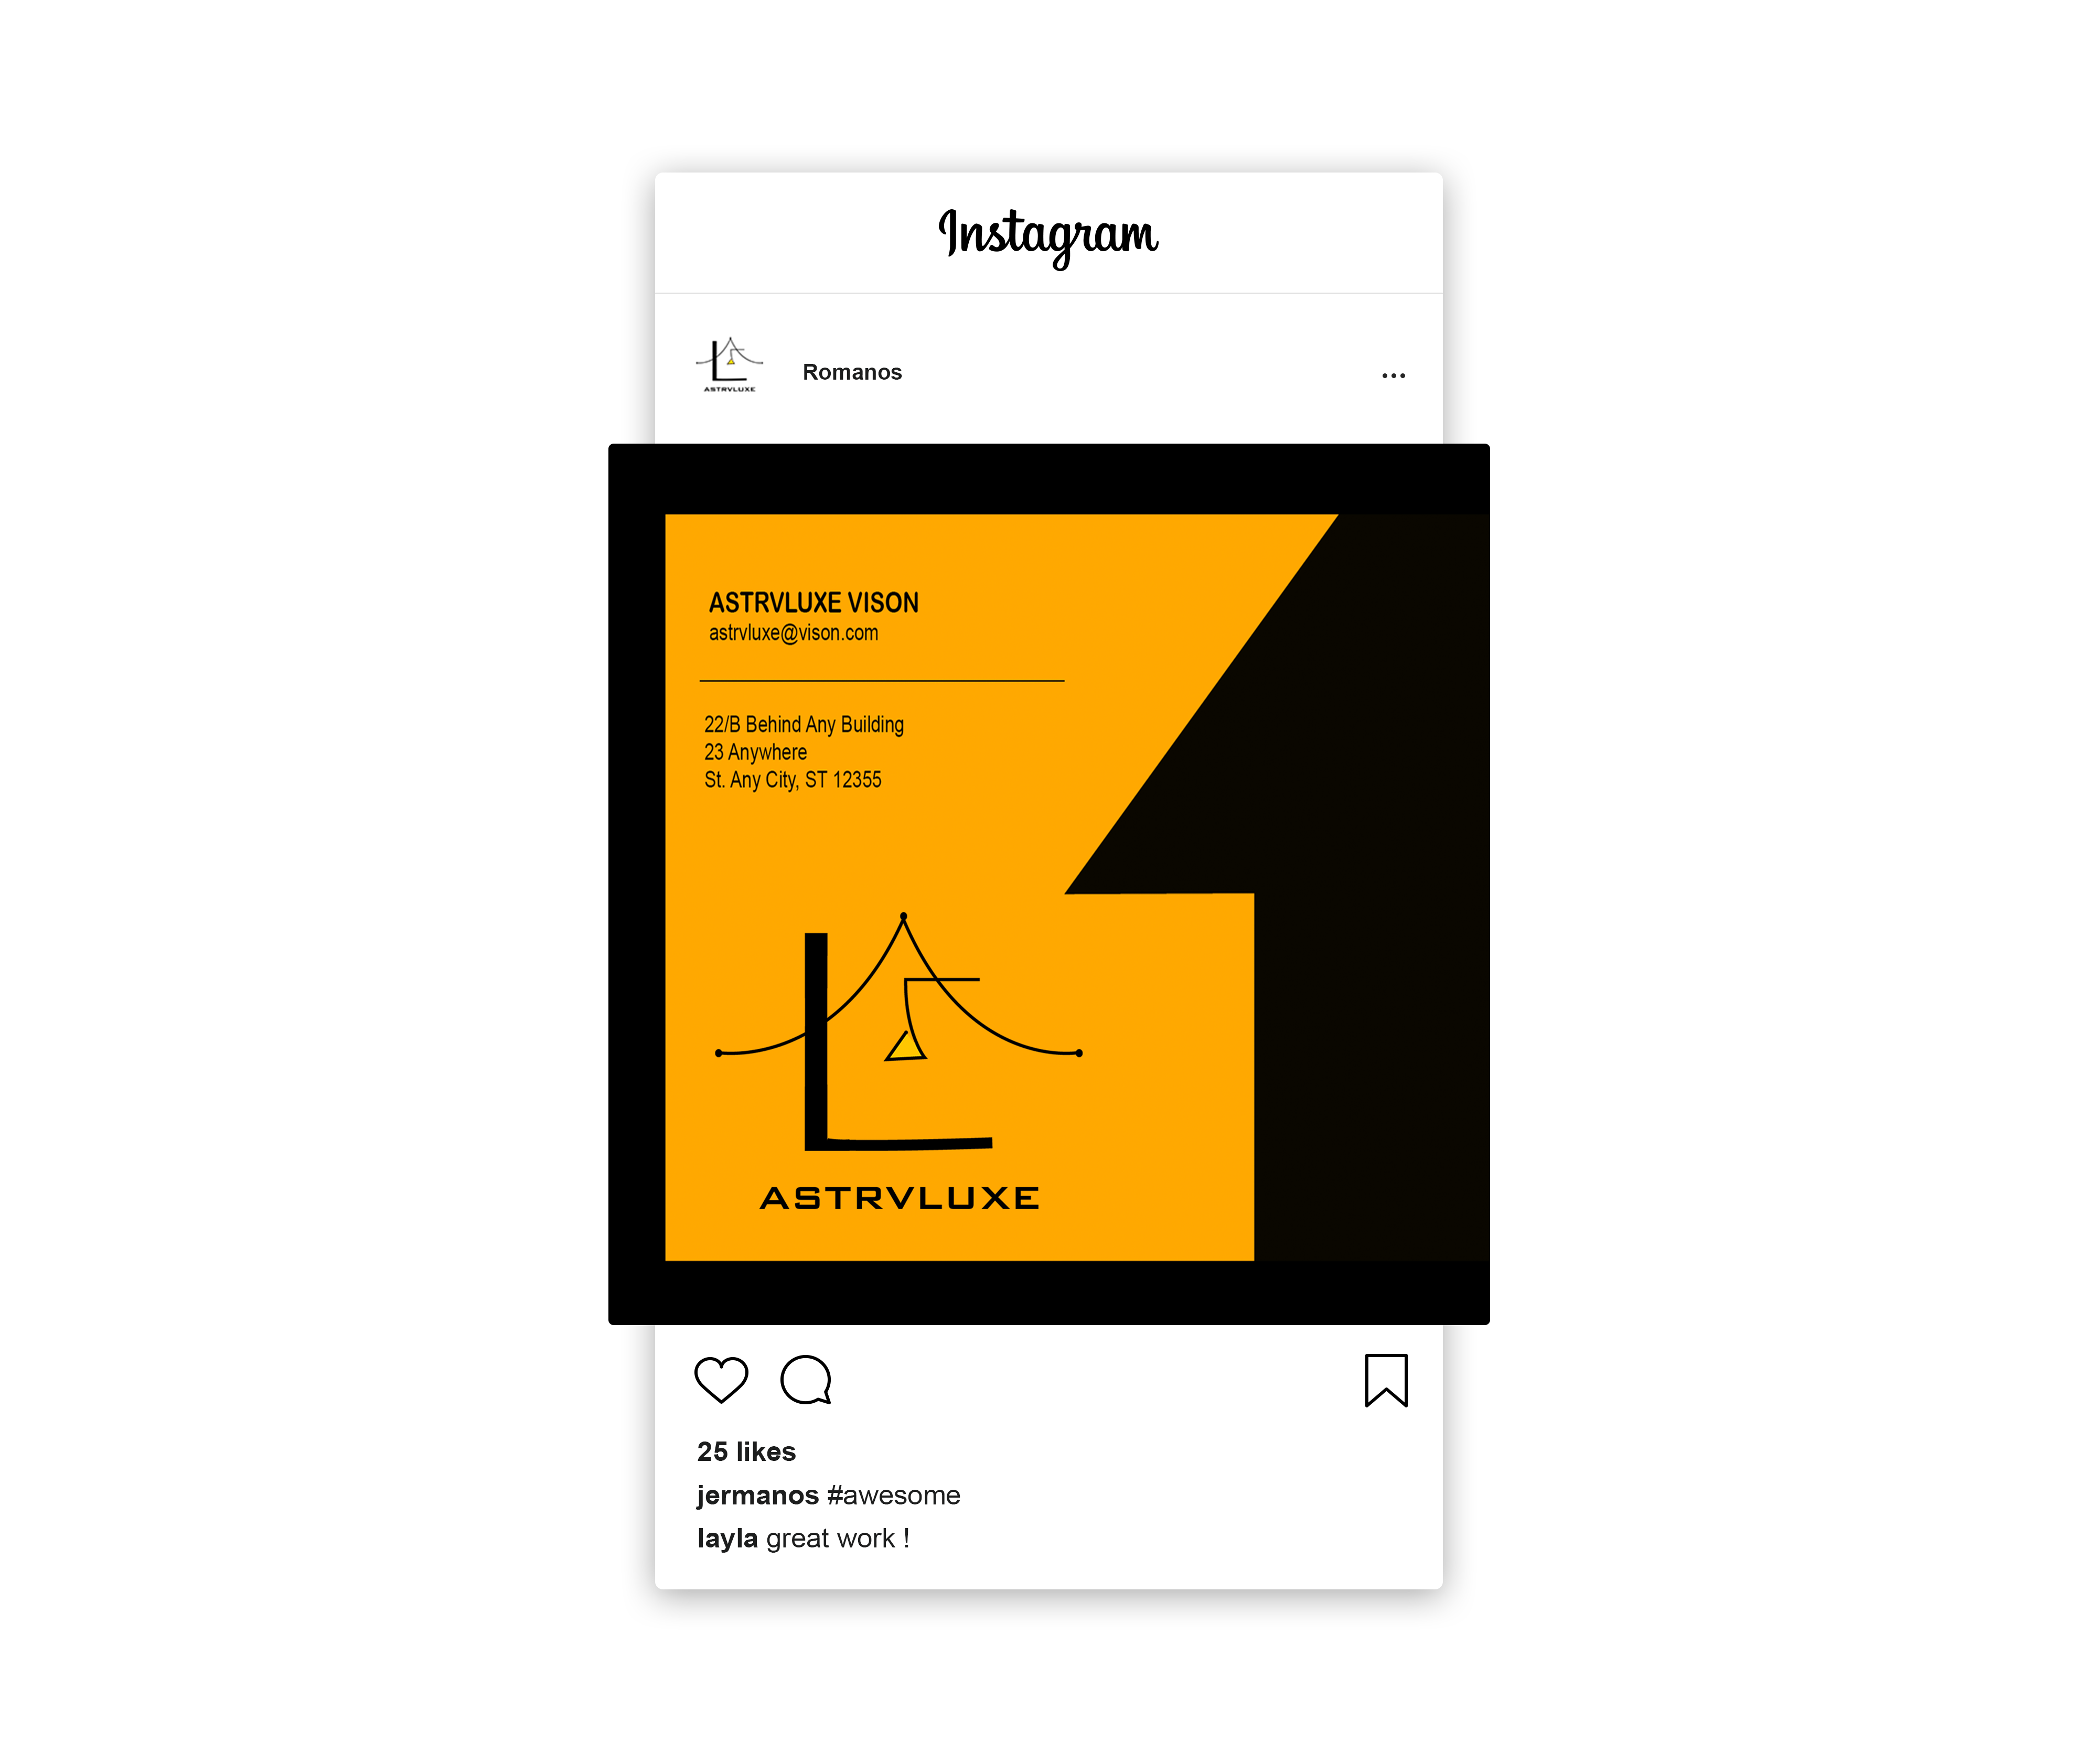 Instagram
ASTRVLUXE
Romanos
ASTRVLUXE VISON
astrvluxe@vison.com
22/B Behind Any Building
23 Anywhere
St. Any City, ST 12355
ASTRVLUXE
25 likes
jermanos #awesome
layla great work !